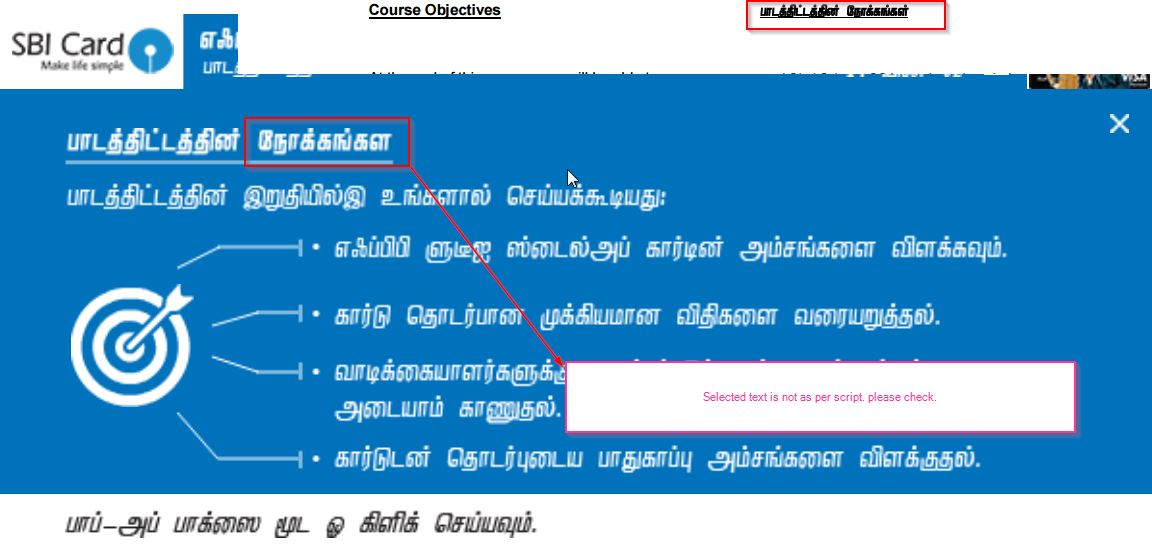 Course Objectives
பாடத்திட்டத்தின் நோக்கங்கள்
SBI Card
Make life simple
எஃப
VISA
பாடத்திட்டத்தின் நோக்கங்கள
பாடத்திட்டத்தின் இறுதியில்இ உங்களால் செய்யக்கூடியது:
• எஃப்பிபி ளுடீஐ ஸ்டைல்அப் கார்டின் அம்சங்களை விளக்கவும்.
• கார்டு தொடர்பான முக்கியமான விதிகளை வரையறுத்தல்.
• வாடிக்கையாளர்களுக்கு
அடையாம் காணுதல்.
Selected text is not as per script. please check.
• கார்டுடன் தொடர்புடைய பாதுகாப்பு அம்சங்களை விளக்குதல்.
பாப்-அப் பாக்ஸை மூட ஓ கிளிக் செய்யவும்.